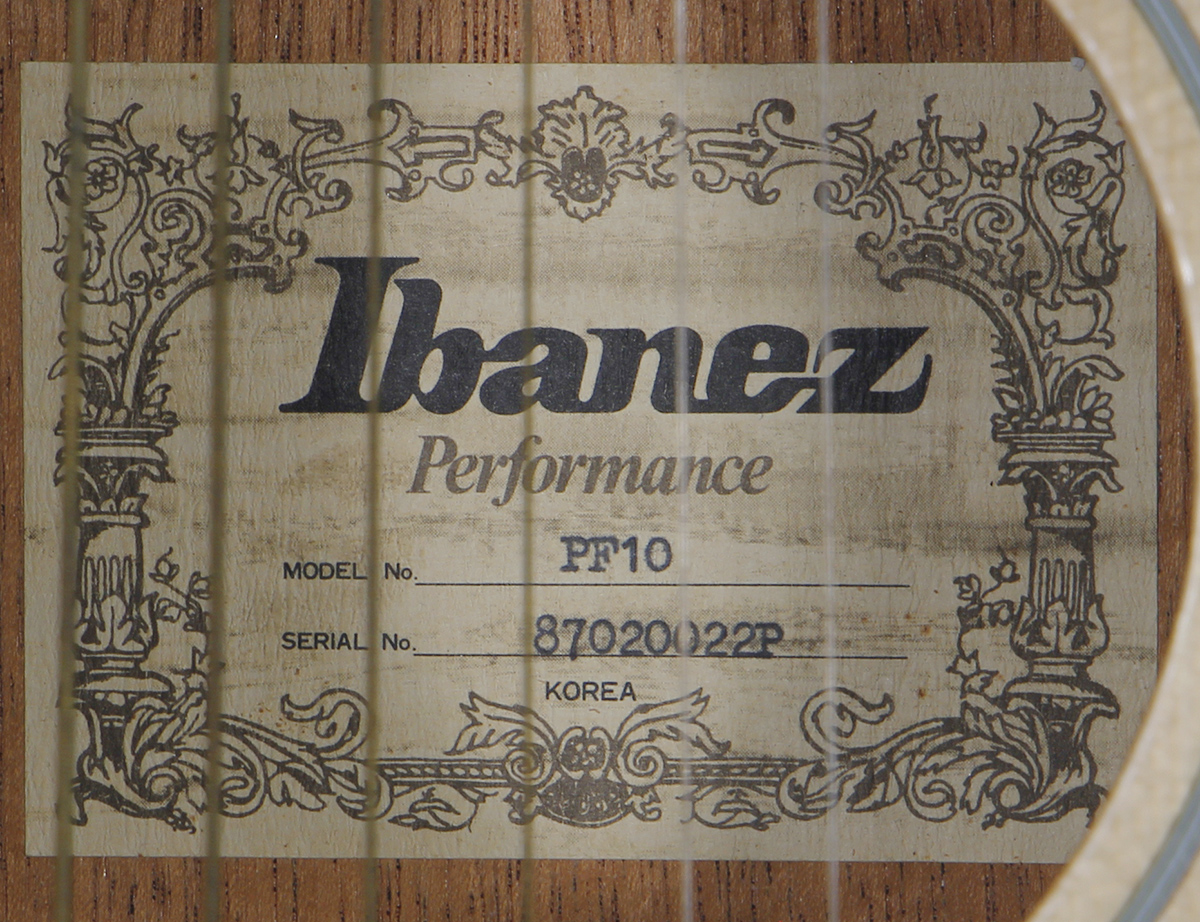 Ibanez
Performance
MODEL No. PF10
SERIAL No. 87020022P
KOREA